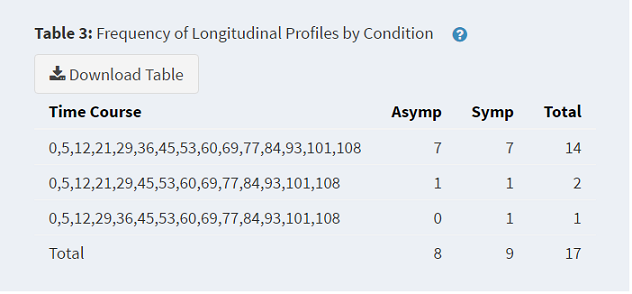 Table 3: Frequency of Longitudinal Profiles by Condition ?
Download Table
Time Course Asymp Symp Total
0,5,12,21,29,36,45,53,60,69,77,84,93,101,108 7 7 14
0,5,12,21,29,45,53,60,69,77,84,93,101,108 1 1 2
0,5,12,29,36,45,53,60,69,77,84,93,101,108 0 1 1
Total 8 9 17